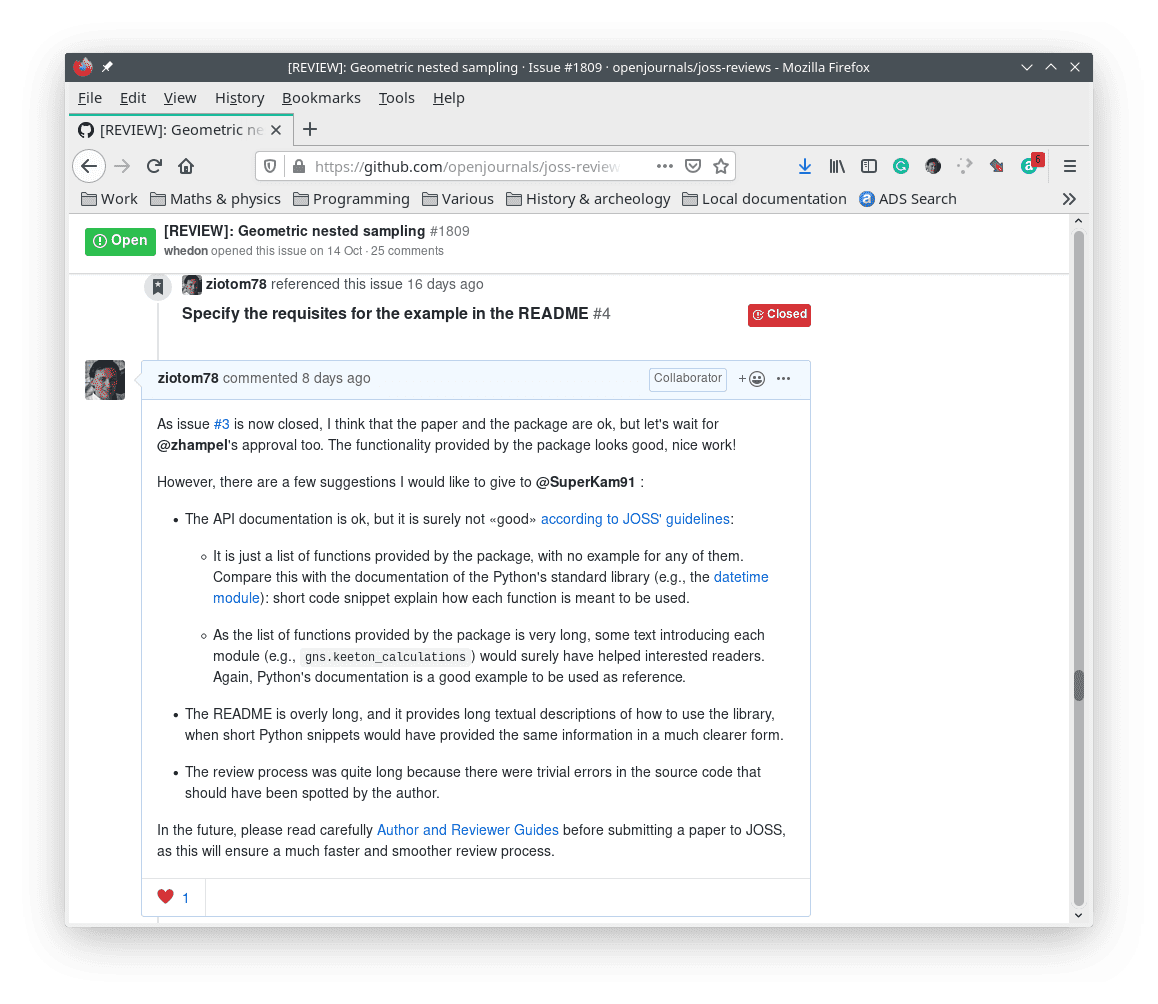 [REVIEW]: Geometric nested sampling · Issue #1809 · openjournals/joss-reviews - Mozilla Firefox
File Edit View History Bookmarks Tools Help
[REVIEW]: Geometric ne
https://github.com/openjournals/joss-review
6
Work Maths & physics Programming Various History & archeology Local documentation ADS Search
Open [REVIEW]: Geometric nested sampling #1809
whedon opened this issue on 14 Oct · 25 comments
ziotom78 referenced this issue 16 days ago
Specify the requisites for the example in the README #4 Closed
ziotom78 commented 8 days ago Collaborator
As issue #3 is now closed, I think that the paper and the package are ok, but let's wait for
@zhampel's approval too. The functionality provided by the package looks good, nice work!
However, there are a few suggestions I would like to give to @SuperKam91 :
• The API documentation is ok, but it is surely not «good» according to JOSS' guidelines:
◦ It is just a list of functions provided by the package, with no example for any of them.
Compare this with the documentation of the Python's standard library (e.g., the datetime
module): short code snippet explain how each function is meant to be used.
◦ As the list of functions provided by the package is very long, some text introducing each
module (e.g., gns.keeton_calculations ) would surely have helped interested readers.
Again, Python's documentation is a good example to be used as reference.
• The README is overly long, and it provides long textual descriptions of how to use the library,
when short Python snippets would have provided the same information in a much clearer form.
• The review process was quite long because there were trivial errors in the source code that
should have been spotted by the author.
In the future, please read carefully Author and Reviewer Guides before submitting a paper to JOSS,
as this will ensure a much faster and smoother review process.
1